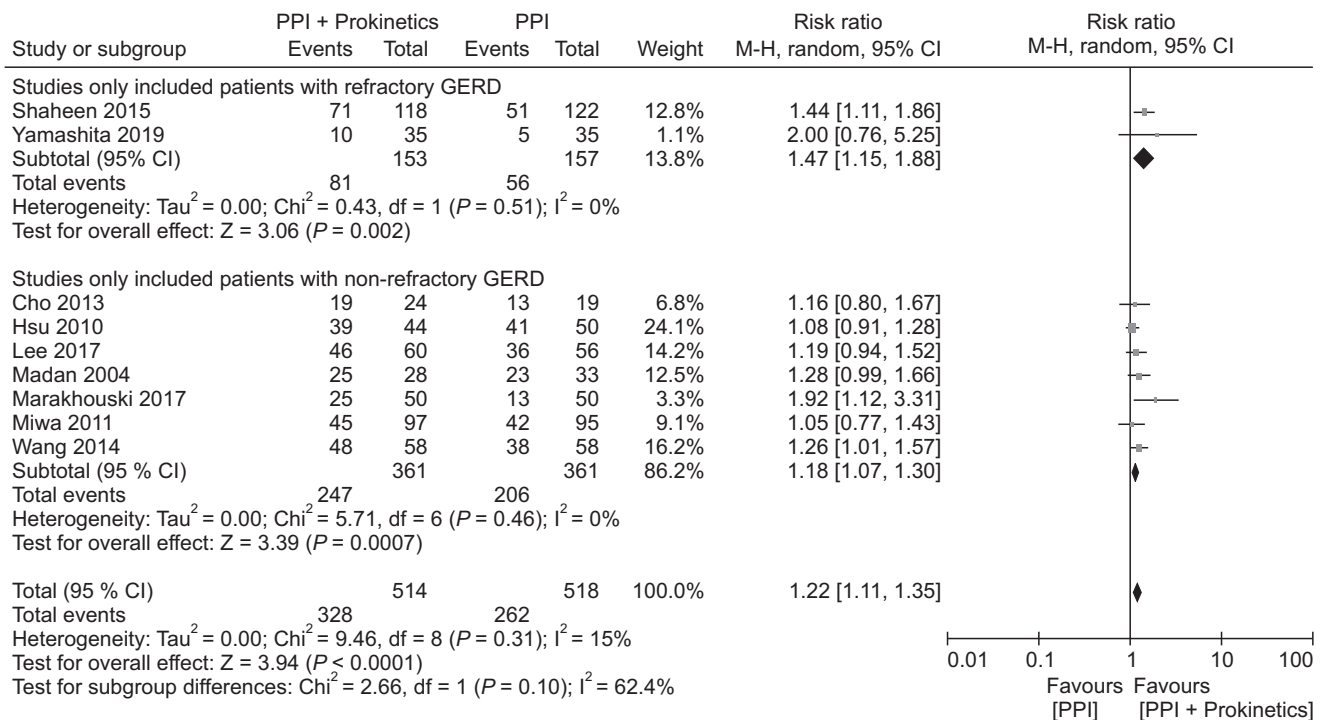 PPI + Prokinetics PPI Risk ratio Risk ratio
Study or subgroup Events Total Events Total Weight M-H, random, 95% CI M-H, random, 95% CI
Studies only included patients with refractory GERD
Shaheen 2015 71 118 51 122 12.8% 1.44 [1.11, 1.86]
Yamashita 2019 10 35 5 35 1.1% 2.00 [0.76, 5.25]
Subtotal (95% CI) 153 157 13.8% 1.47 [1.15, 1.88]
Total events 81 56
Heterogeneity: Tau² = 0.00; Chi² = 0.43, df = 1 (P = 0.51); I² = 0%
Test for overall effect: Z = 3.06 (P = 0.002)
Studies only included patients with non-refractory GERD
Cho 2013 19 24 13 19 6.8% 1.16 [0.80, 1.67]
Hsu 2010 39 44 41 50 24.1% 1.08 [0.91, 1.28]
Lee 2017 46 60 36 56 14.2% 1.19 [0.94, 1.52]
Madan 2004 25 28 23 33 12.5% 1.28 [0.99, 1.66]
Marakhouski 2017 25 50 13 50 3.3% 1.92 [1.12, 3.31]
Miwa 2011 45 97 42 95 9.1% 1.05 [0.77, 1.43]
Wang 2014 48 58 38 58 16.2% 1.26 [1.01, 1.57]
Subtotal (95 % CI) 361 361 86.2% 1.18 [1.07, 1.30]
Total events 247 206
Heterogeneity: Tau² = 0.00; Chi² = 5.71, df = 6 (P = 0.46); I² = 0%
Test for overall effect: Z = 3.39 (P = 0.0007)
Total (95 % CI) 514 518 100.0% 1.22 [1.11, 1.35]
Total events 328 262
Heterogeneity: Tau² = 0.00; Chi² = 9.46, df = 8 (P = 0.31); I² = 15%
Test for overall effect: Z = 3.94 (P < 0.0001)
Test for subgroup differences: Chi² = 2.66, df = 1 (P = 0.10); I² = 62.4%
0.01 0.1 1 10 100
Favours Favours
[PPI] [PPI + Prokinetics]